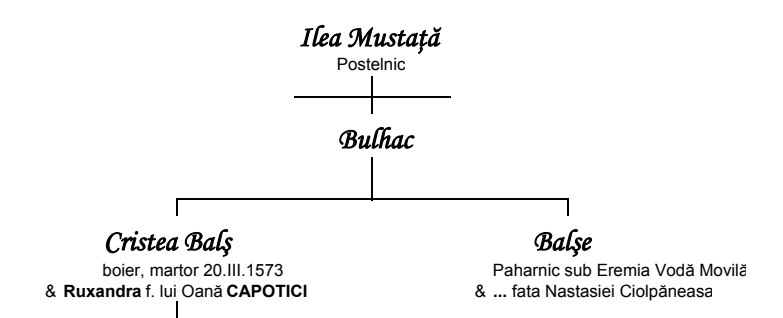 Ilea Mustață
Postelnic
Bulhac
Cristea Balș
boier, martor 20.III.1573
& Ruxandra f. lui Oană CAPOTICI
Balșe
Paharnic sub Eremia Vodă Movilă
& ... fata Nastasiei Ciolpăneasa